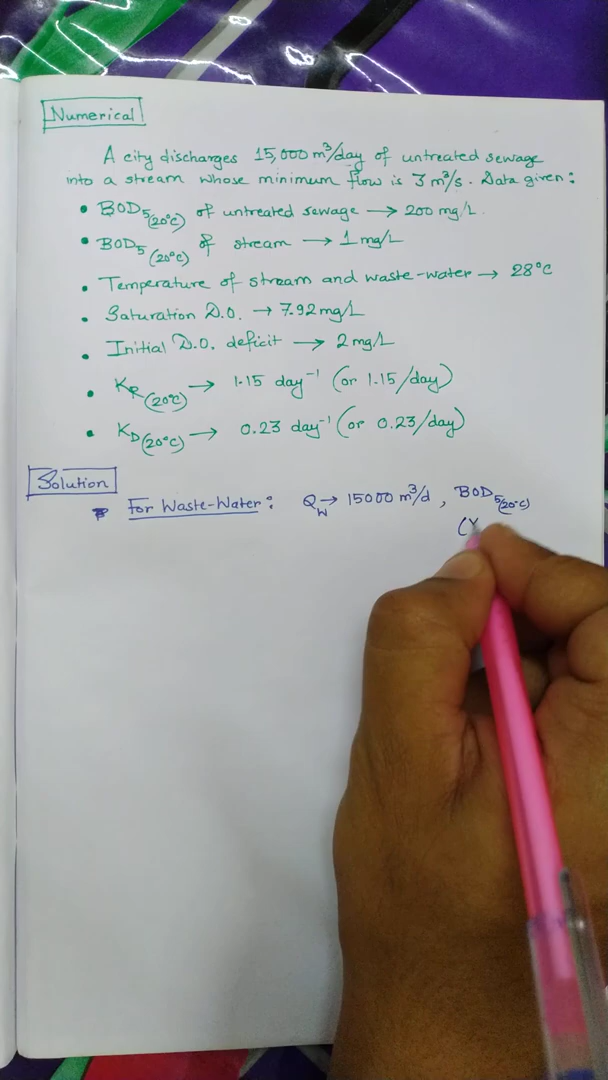 Numerical
A city discharges 15,000 m³/day of untreated sewage
into a stream whose minimum flow is 3 m³/s. Data given:
• BOD₅(20°C) of untreated sewage → 200 mg/L.
• BOD₅(20°C) of stream → 1 mg/L
• Temperature of stream and waste-water → 28°C
• Saturation D.O. → 7.92 mg/L
• Initial D.O. deficit → 2 mg/L
• K_R(20°C) → 1.15 day⁻¹ (or 1.15/day)
• K_D(20°C) → 0.23 day⁻¹ (or 0.23/day)
Solution
For Waste-Water: Q_W → 15000 m³/d, BOD₅(20°C)
(Y